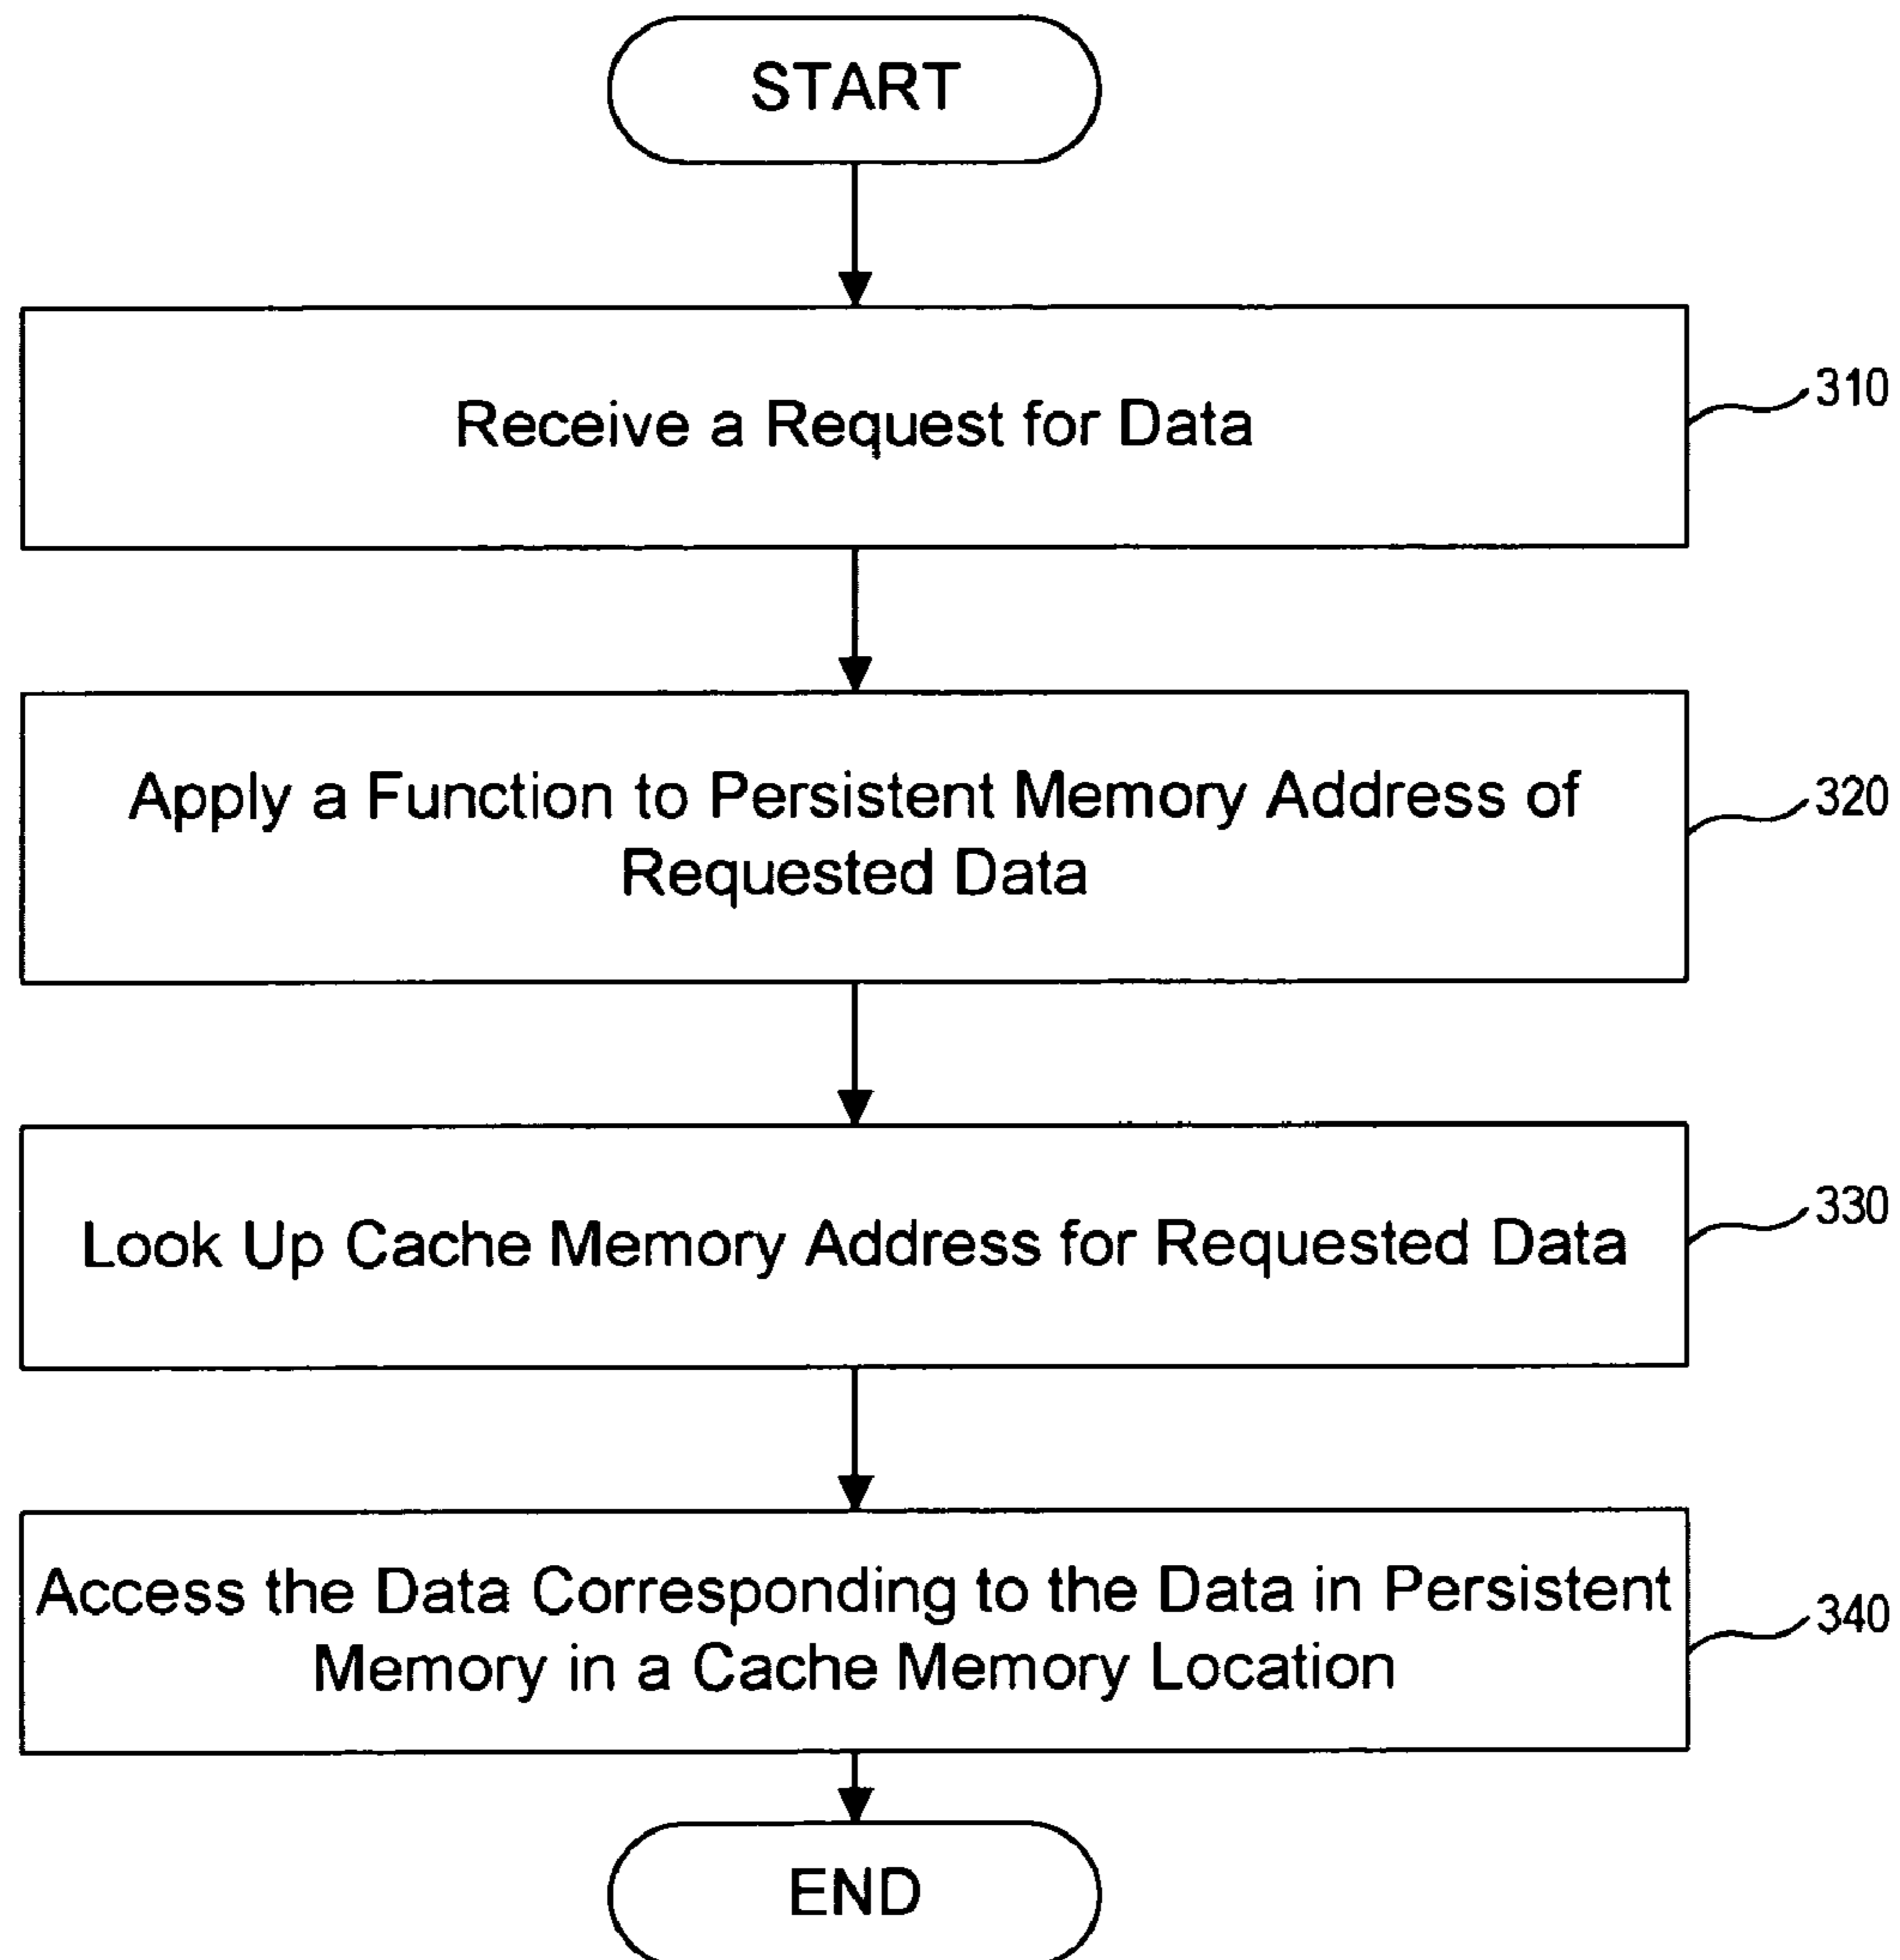 START
Receive a Request for Data
310
Apply a Function to Persistent Memory Address of
Requested Data
320
Look Up Cache Memory Address for Requested Data
330
Access the Data Corresponding to the Data in Persistent
Memory in a Cache Memory Location
340
END